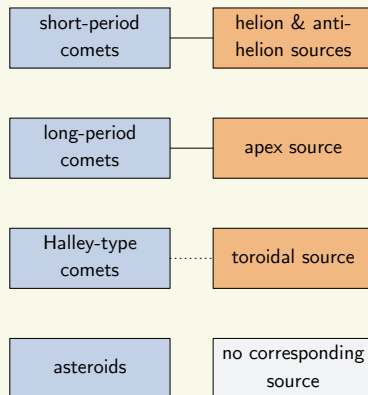 short-period
comets
helion & anti-
helion sources
long-period
comets
apex source
Halley-type
comets
toroidal source
asteroids
no corresponding
source